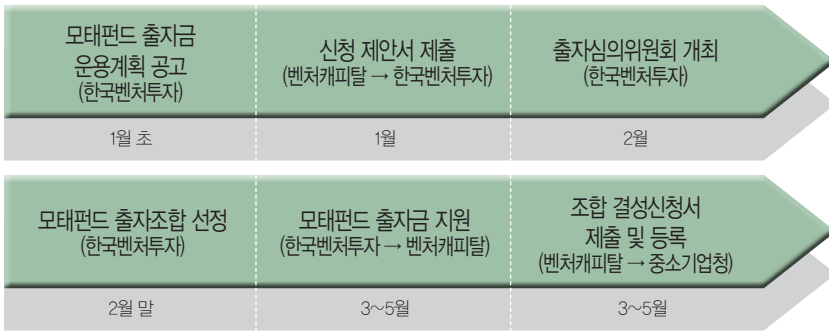 모태펀드 출자금
운용계획 공고
(한국벤처투자)
1월 초
신청 제안서 제출
(벤처캐피탈 → 한국벤처투자)
1월
출자심의위원회 개최
(한국벤처투자)
2월
모태펀드 출자조합 선정
(한국벤처투자)
2월 말
모태펀드 출자금 지원
(한국벤처투자 → 벤처캐피탈)
3~5월
조합 결성신청서
제출 및 등록
(벤처캐피탈 → 중소기업청)
3~5월